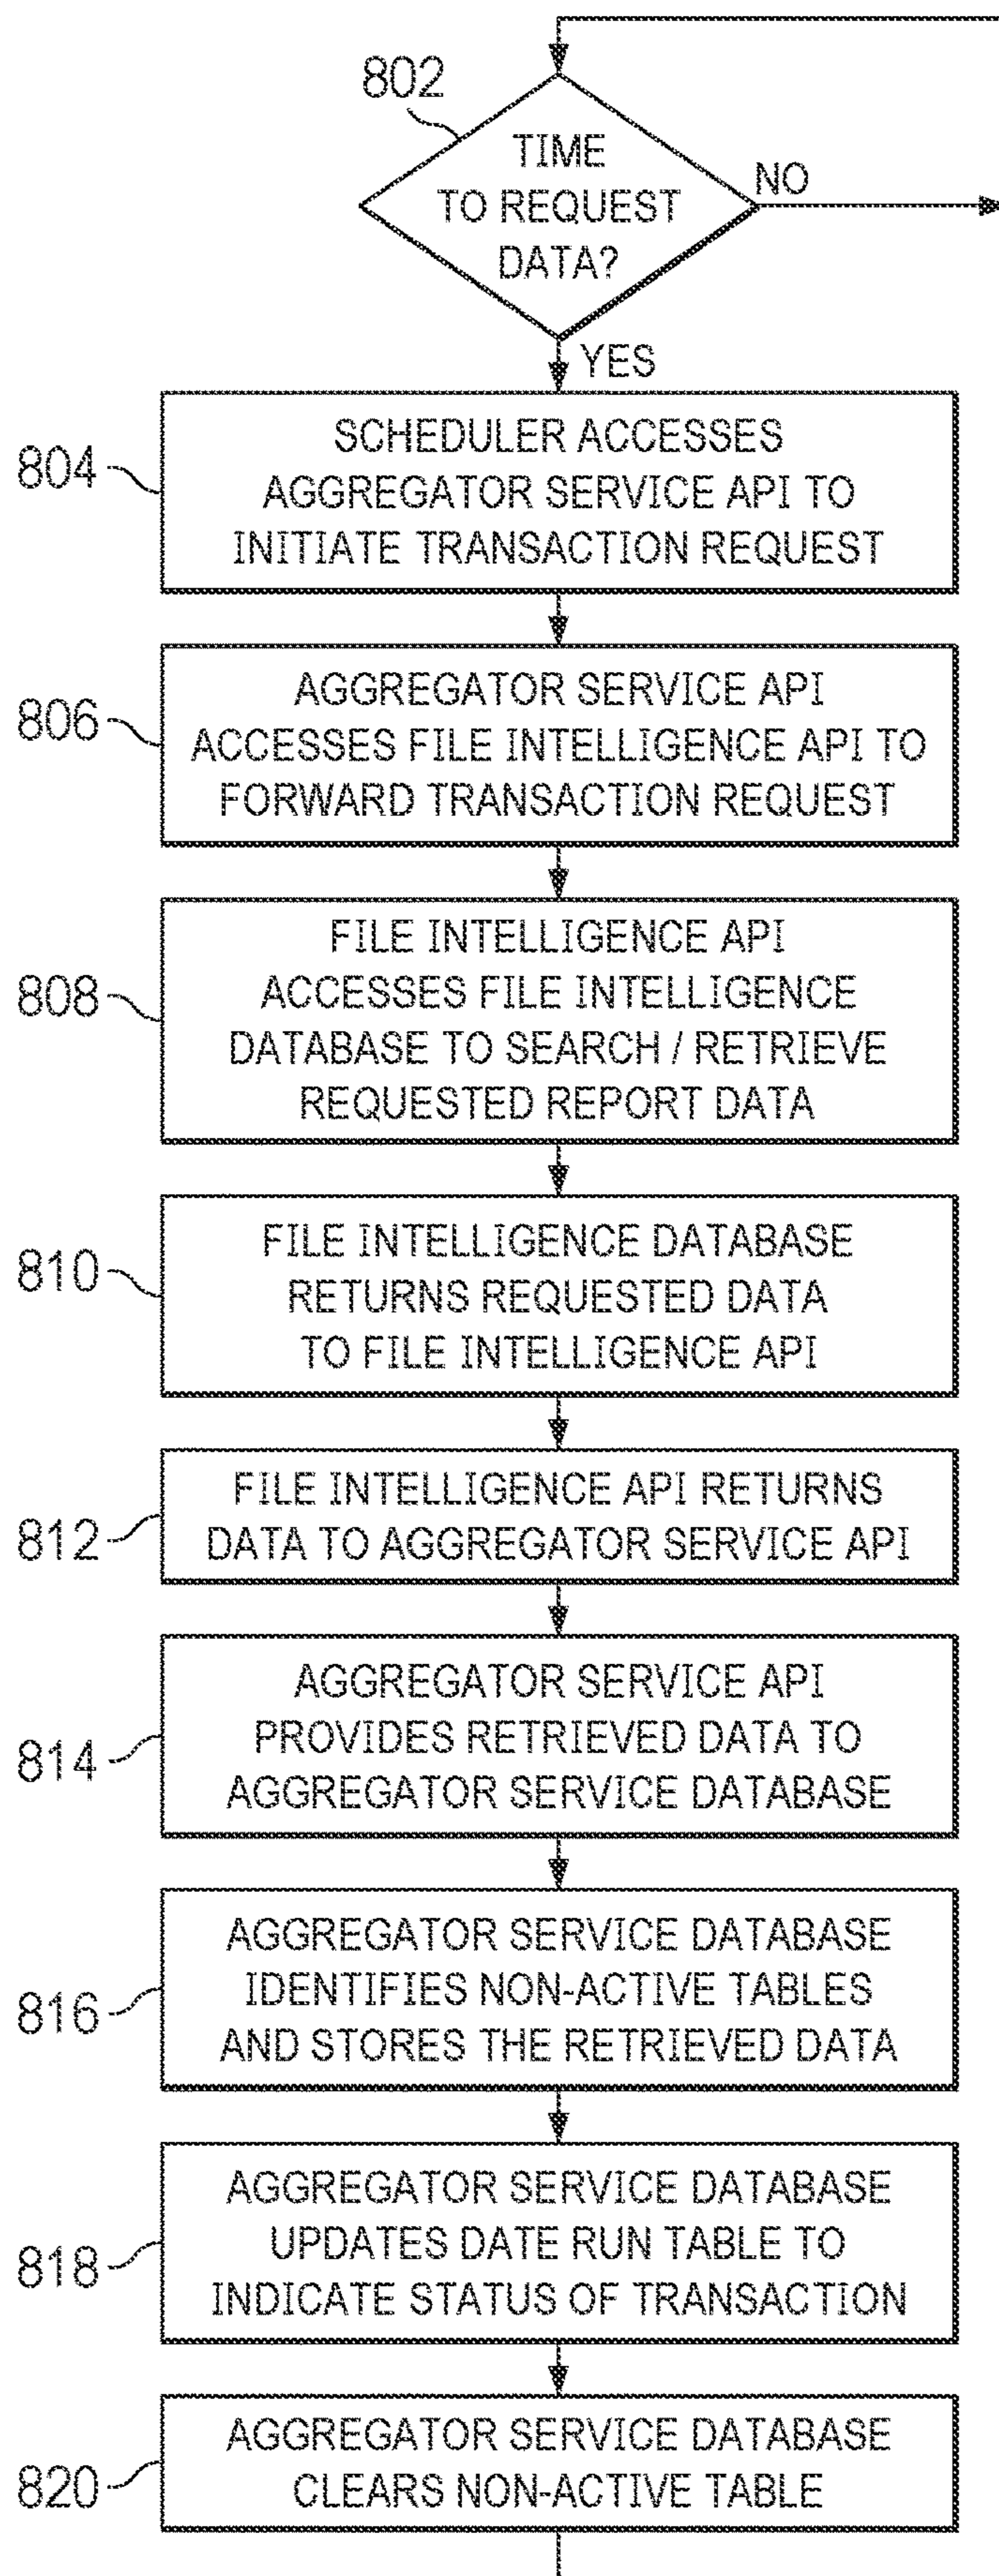 802
TIME
TO REQUEST
DATA?
NO
YES
804
SCHEDULER ACCESSES
AGGREGATOR SERVICE API TO
INITIATE TRANSACTION REQUEST
806
AGGREGATOR SERVICE API
ACCESSES FILE INTELLIGENCE API TO
FORWARD TRANSACTION REQUEST
808
FILE INTELLIGENCE API
ACCESSES FILE INTELLIGENCE
DATABASE TO SEARCH / RETRIEVE
REQUESTED REPORT DATA
810
FILE INTELLIGENCE DATABASE
RETURNS REQUESTED DATA
TO FILE INTELLIGENCE API
812
FILE INTELLIGENCE API RETURNS
DATA TO AGGREGATOR SERVICE API
814
AGGREGATOR SERVICE API
PROVIDES RETRIEVED DATA TO
AGGREGATOR SERVICE DATABASE
816
AGGREGATOR SERVICE DATABASE
IDENTIFIES NON-ACTIVE TABLES
AND STORES THE RETRIEVED DATA
818
AGGREGATOR SERVICE DATABASE
UPDATES DATE RUN TABLE TO
INDICATE STATUS OF TRANSACTION
820
AGGREGATOR SERVICE DATABASE
CLEARS NON-ACTIVE TABLE